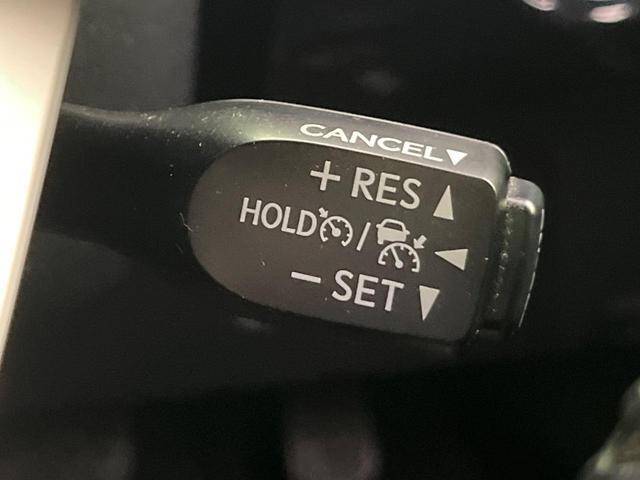 CANCEL▼
+ RES ▲
HOLD / ◀
− SET ▼